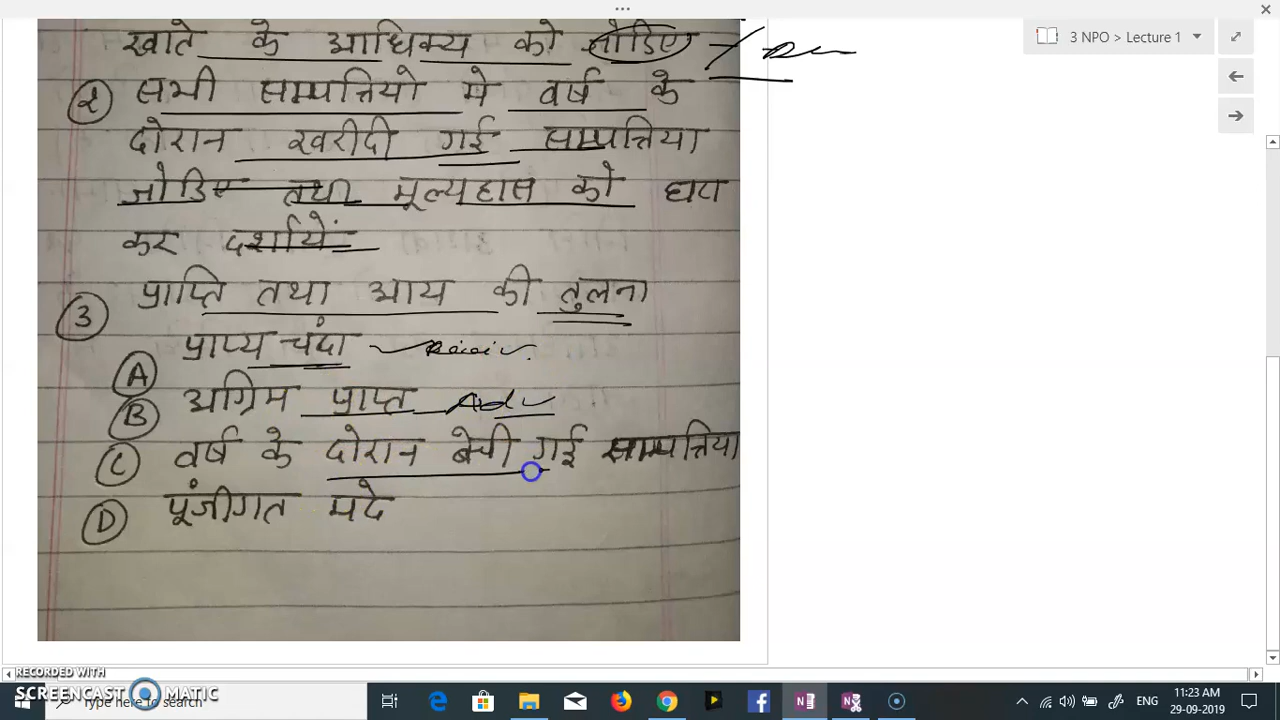 खाते के आधिक्य को जोडिए
3 NPO > Lecture 1
२ सभी सम्पत्तियो मे वर्ष के
दोरान खरीदी गई सम्पत्तिया
जोडिए तथी मूल्यहास को घटा
कर दर्शायें:
3 प्राप्ति तथा आय की तुलना
A प्राप्य चंदा
B अग्रिम प्राप्त Adv
C वर्ष के दोरान बेची गई साम्पत्तिया
D पूंजीगत मदे
RECORDED WITH
SCREENCAST MATIC
Type here to search
ENG
11:23 AM
29-09-2019